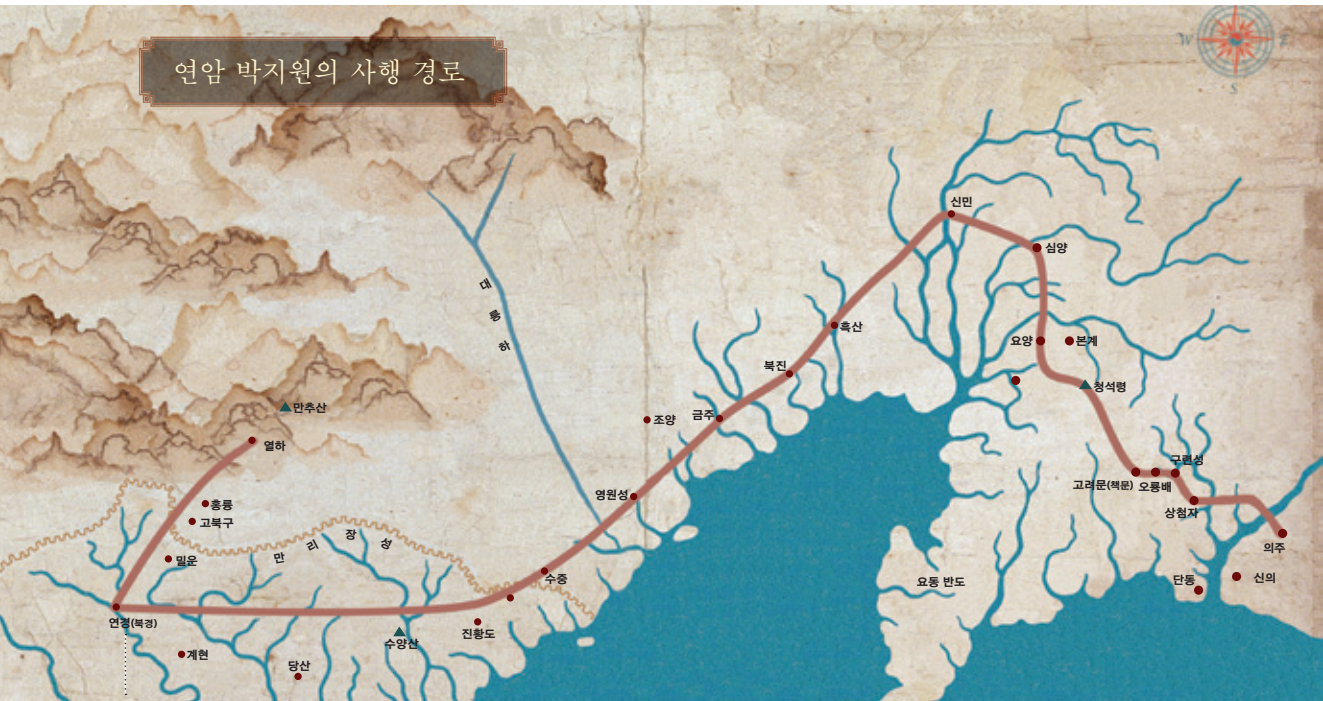 연암 박지원의 사행 경로
W
E
S
신민
심양
대
릉
하
흑산
요양
본계
북진
청석령
만추산
금주
조양
열하
구련성
고려문(책문)
오룡배
영원성
홍릉
상첨자
고북구
만
리
장
성
의주
밀운
수중
요동 반도
단동
신의
연경(북경)
진황도
수양산
계현
당산